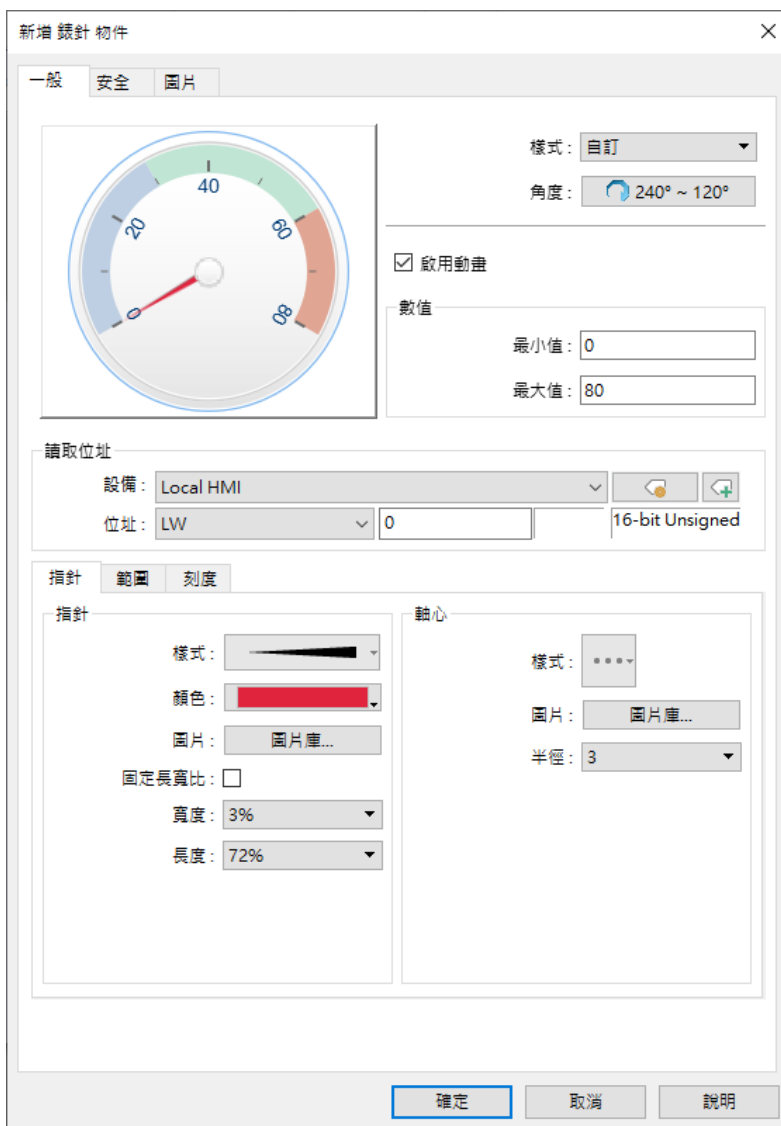 新增 錶針 物件
一般 安全 圖片
樣式 : 自訂
角度 : 240° ~ 120°
0 20 40 60 80
啟用動畫
數值
最小值 : 0
最大值 : 80
讀取位址
設備 : Local HMI
位址 : LW 0 16-bit Unsigned
指針 範圍 刻度
指針
樣式 :
顏色 :
圖片 : 圖片庫...
固定長寬比 :
寬度 : 3%
長度 : 72%
軸心
樣式 :
圖片 : 圖片庫...
半徑 : 3
確定 取消 說明